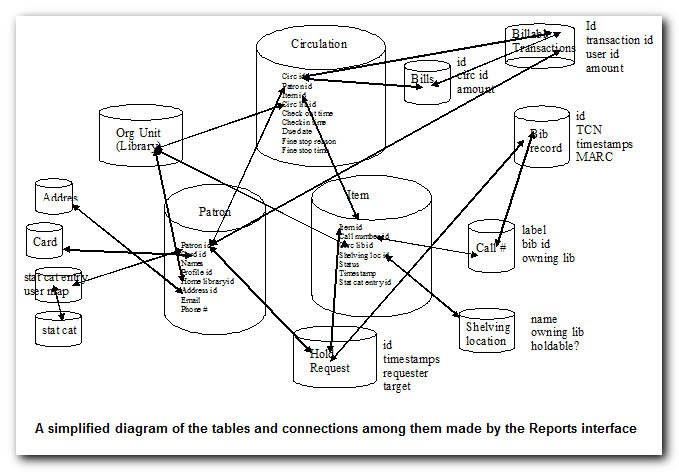 Circulation
Circ id
Patron id
Item id
Circ lib id
Check out time
Checkin time
Due date
Fine stop reason
Fine stop time
Billable
Transactions
Id
transaction id
user id
amount
Bills
id
circ id
amount
Org Unit
(Library)
Bib
record
id
TCN
timestamps
MARC
Addres
Card
stat cat entry
user map
stat cat
Patron
Patron id
Card id
Names
Profile id
Home library id
Address id
Email
Phone #
Item
Item id
Call number id
Circ lib id
Shelving loc id
Status
Timestamp
Stat cat entry id
Call #
label
bib id
owning lib
Shelving
location
name
owning lib
holdable?
Hold
Request
id
timestamps
requester
target
A simplified diagram of the tables and connections among them made by the Reports interface